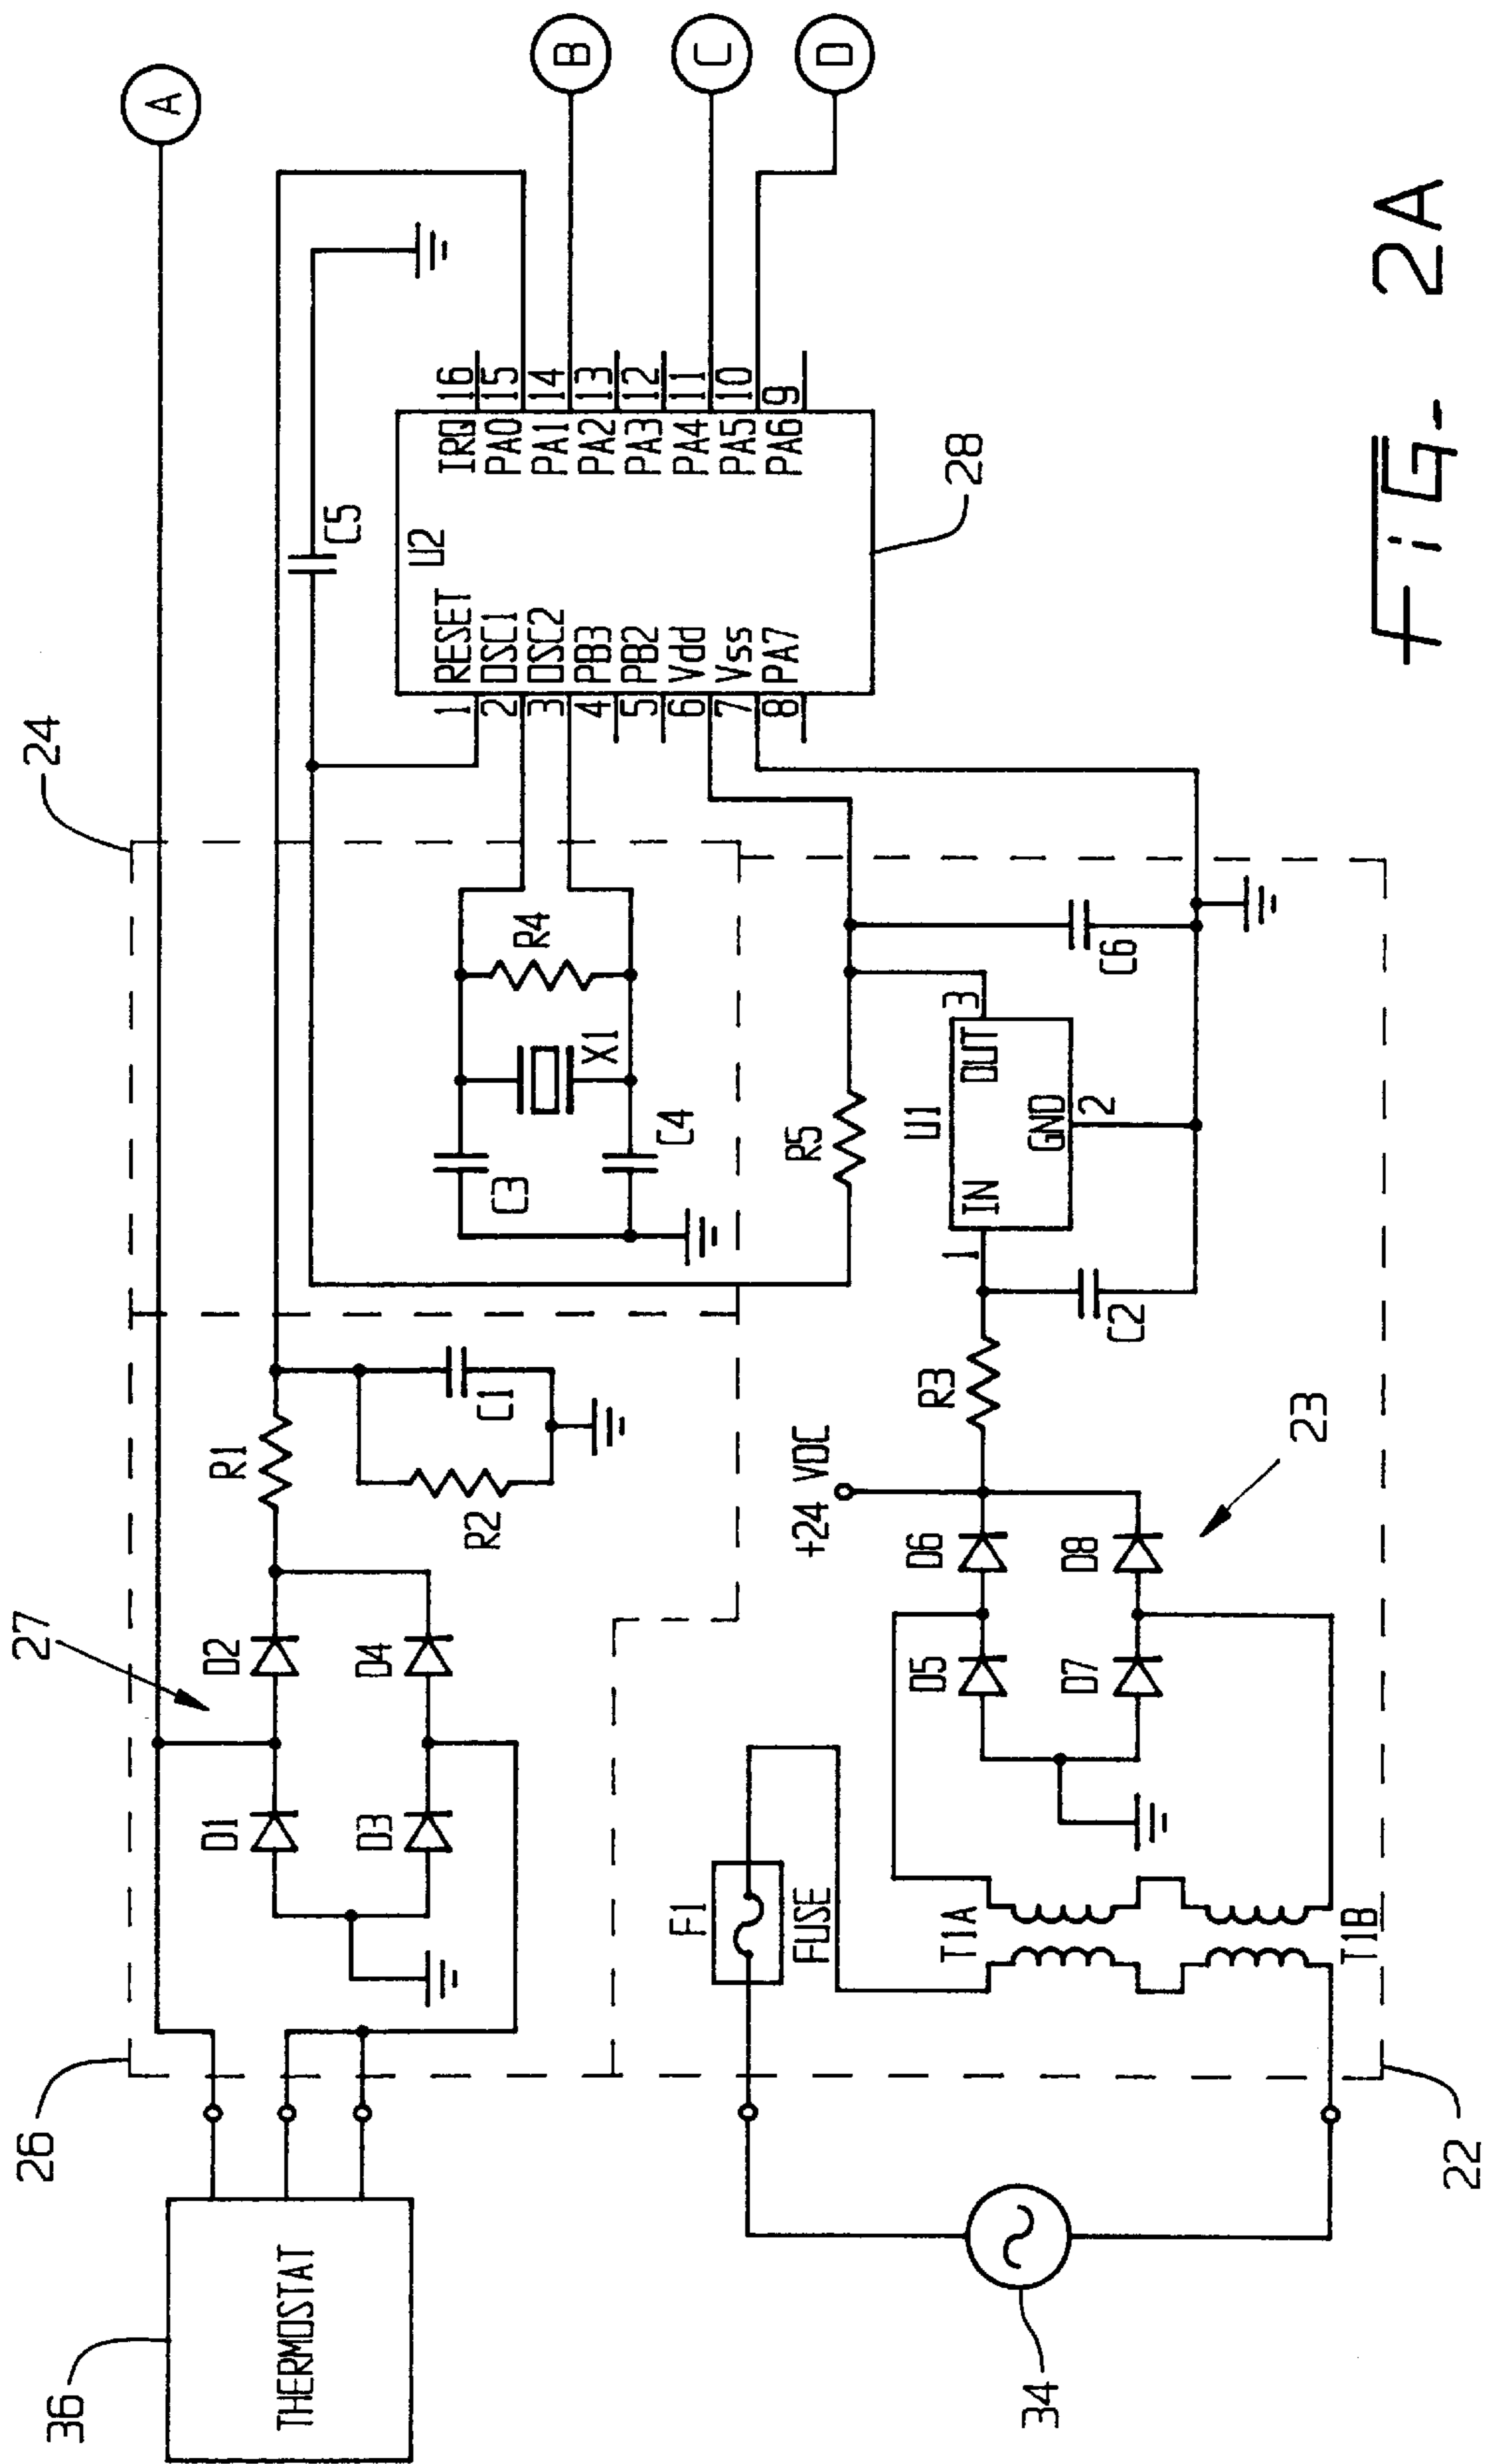 A
B
C
D
24
C5
IRQ 16
PA0 15
PA1 14
PA2 13
PA3 12
PA4 11
PA5 10
PA6 9
U2
1 RESET
2 OSC1
3 OSC2
4 PB3
5 PB2
6 Vdd
7 Vss
8 PA7
28
R4
X1
C3
C4
R5
U1
IN
OUT
GND
1
2
3
C6
C2
R3
+24 VDC
23
R1
C1
R2
27
D2
D4
D1
D3
D6
D8
D5
D7
F1
FUSE
T1A
T1B
26
22
36
THERMOSTAT
34
FiG. 2A